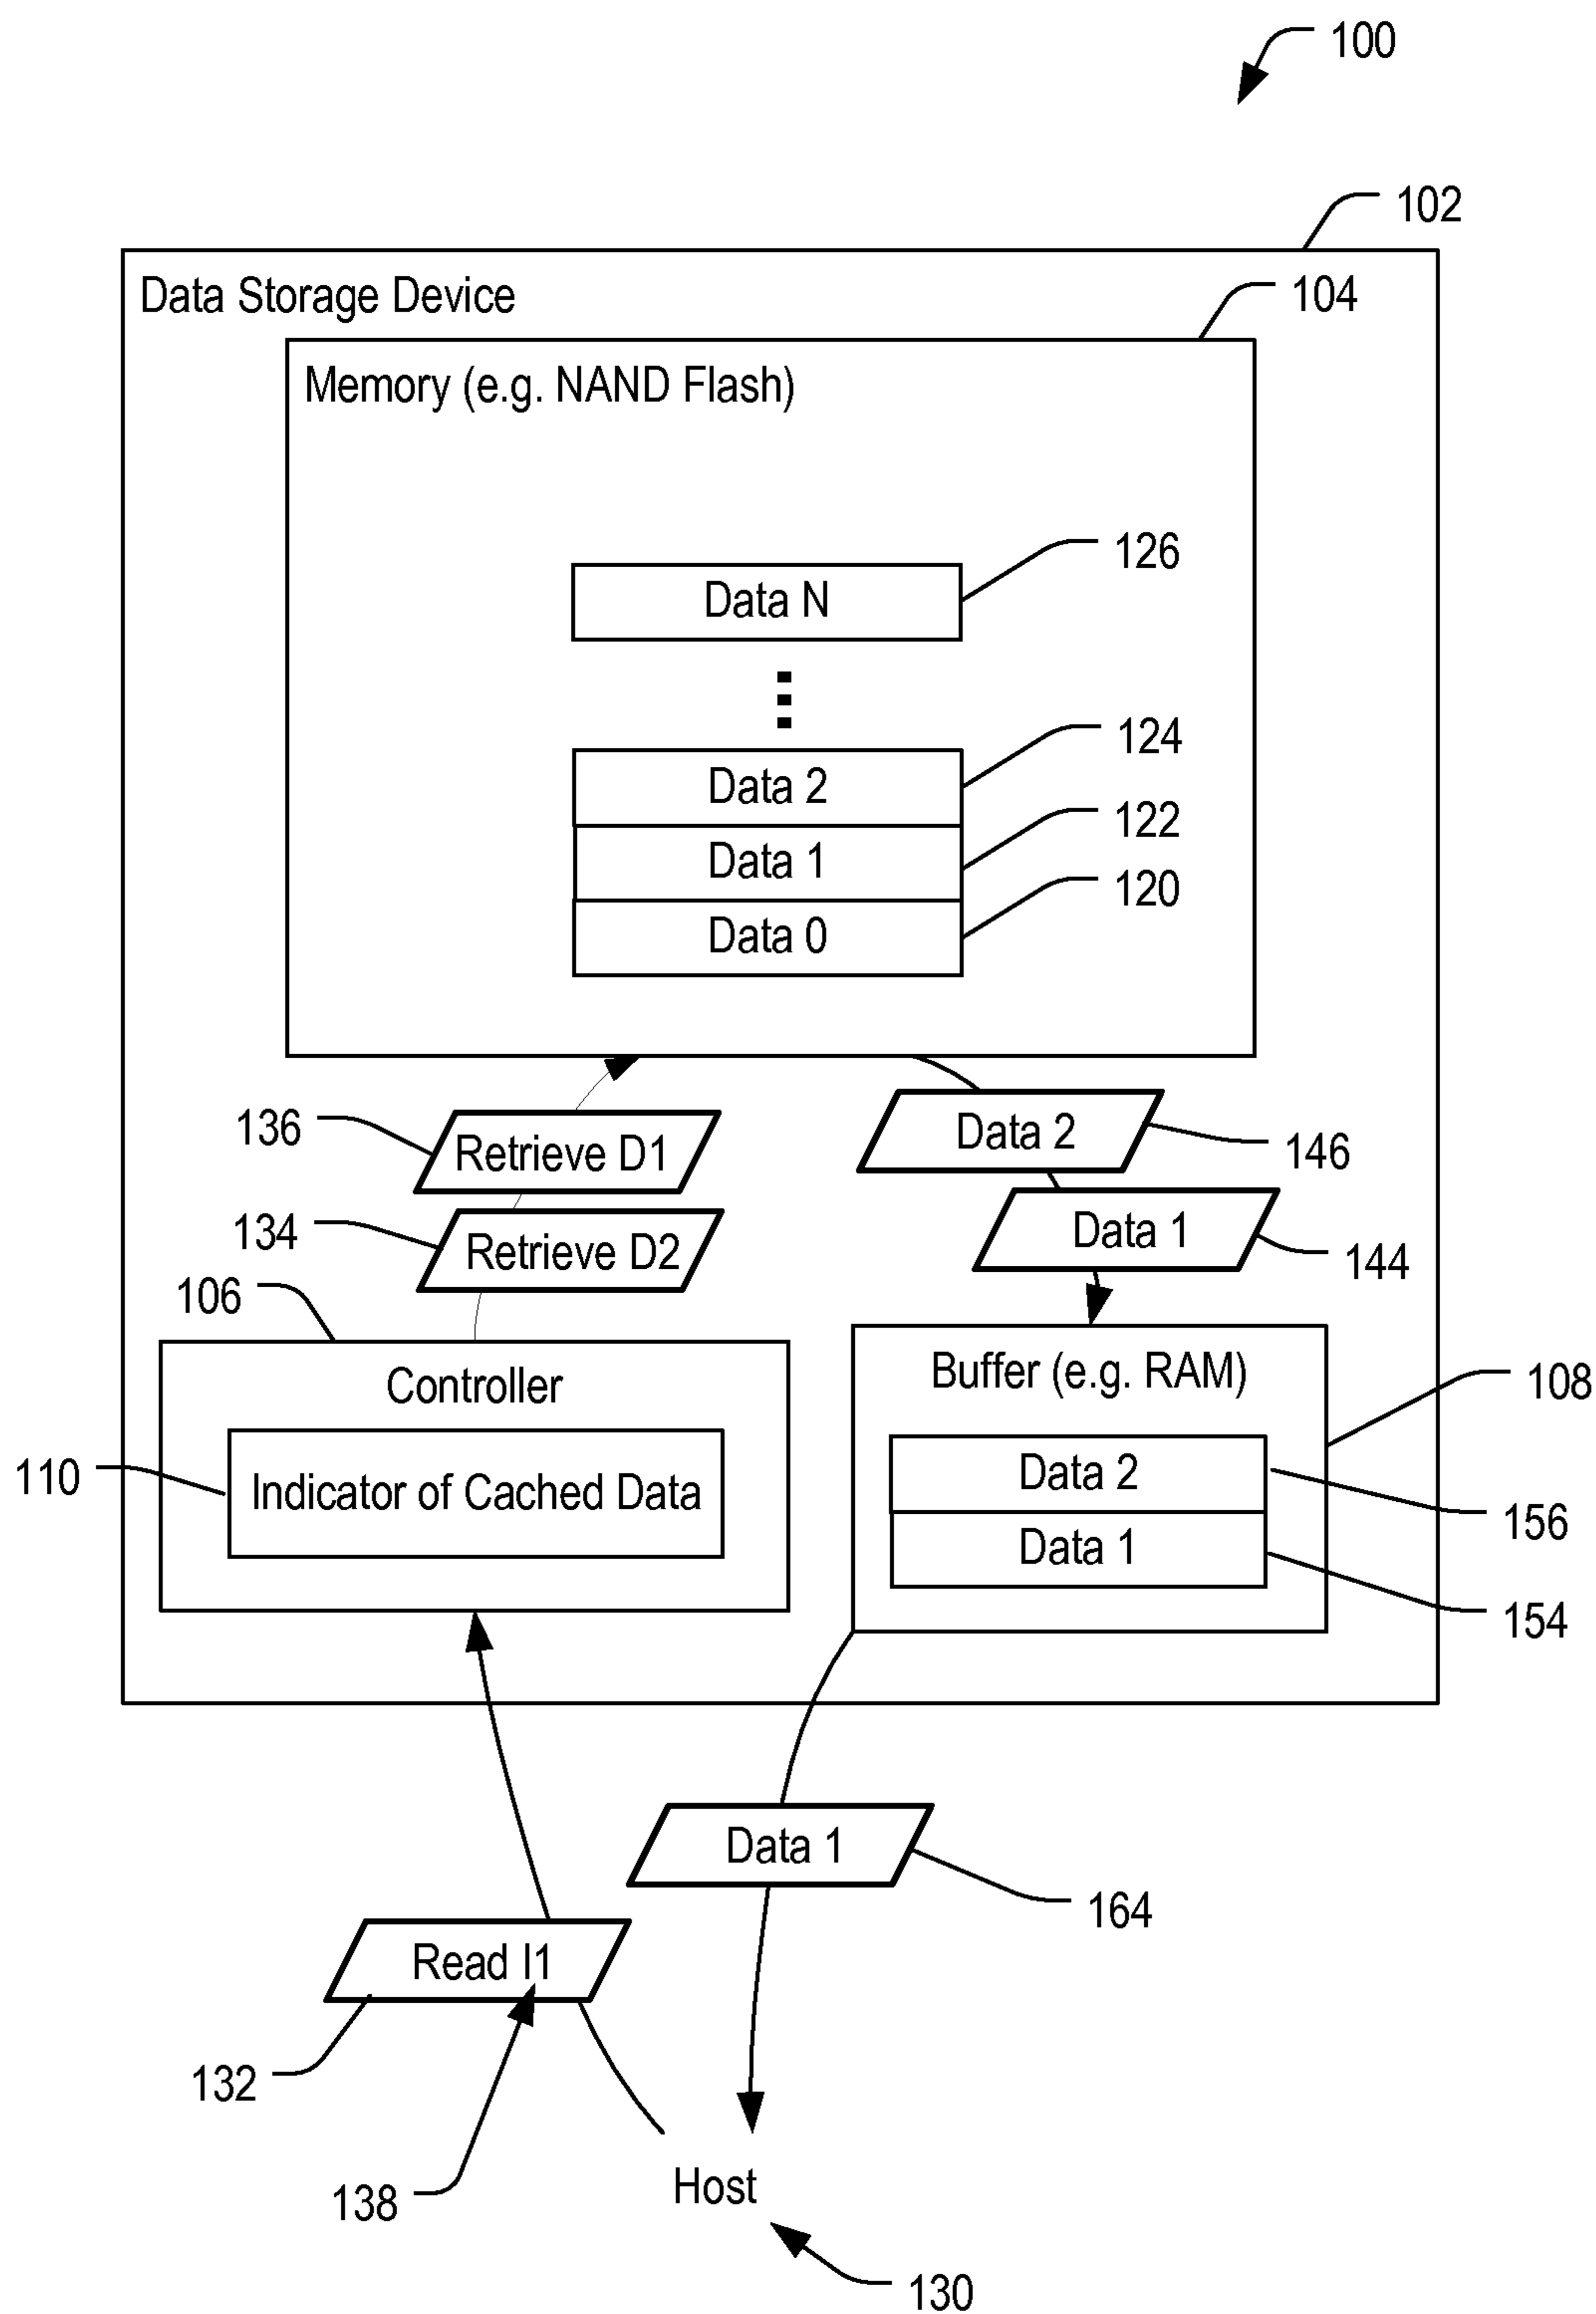 100
102
Data Storage Device
104
Memory (e.g. NAND Flash)
126
Data N
124
Data 2
122
Data 1
120
Data 0
136
Retrieve D1
Data 2
146
134
Retrieve D2
Data 1
144
106
Controller
Buffer (e.g. RAM)
108
110
Indicator of Cached Data
Data 2
156
Data 1
154
Data 1
164
Read I1
132
138
Host
130